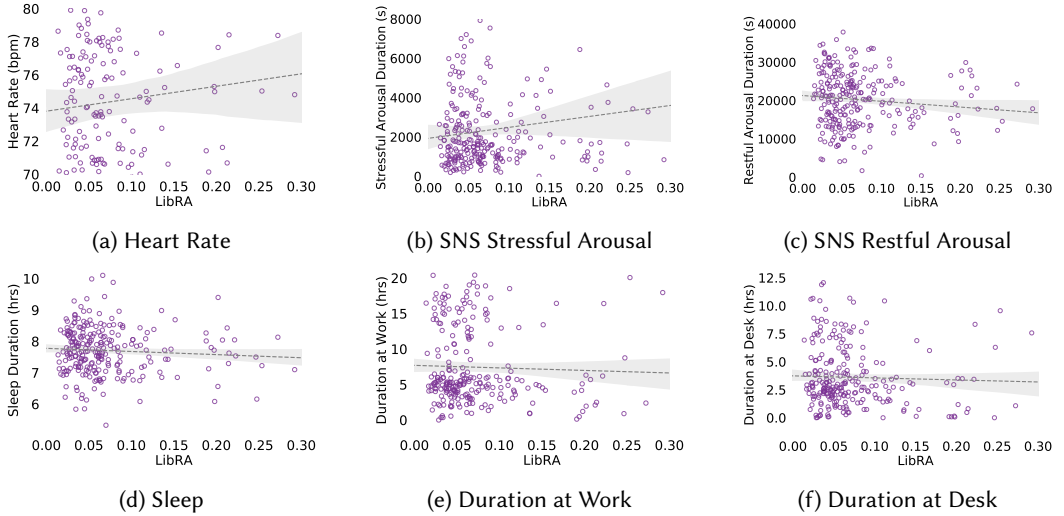 80
78
76
74
72
70
0.00 0.05 0.10 0.15 0.20 0.25 0.30
Heart Rate (bpm)
LibRA
(a) Heart Rate
8000
6000
4000
2000
0
0.00 0.05 0.10 0.15 0.20 0.25 0.30
Stressful Arousal Duration (s)
LibRA
(b) SNS Stressful Arousal
40000
30000
20000
10000
0
0.00 0.05 0.10 0.15 0.20 0.25 0.30
Restful Arousal Duration (s)
LibRA
(c) SNS Restful Arousal
10
9
8
7
6
0.00 0.05 0.10 0.15 0.20 0.25 0.30
Sleep Duration (hrs)
LibRA
(d) Sleep
20
15
10
5
0
0.00 0.05 0.10 0.15 0.20 0.25 0.30
Duration at Work (hrs)
LibRA
(e) Duration at Work
12.5
10.0
7.5
5.0
2.5
0.0
0.00 0.05 0.10 0.15 0.20 0.25 0.30
Duration at Desk (hrs)
LibRA
(f) Duration at Desk